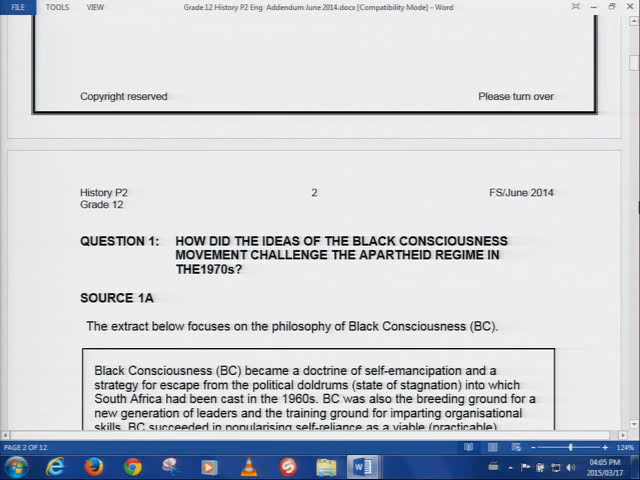 FILE TOOLS VIEW Grade 12 History P2 Eng Addendum June 2014.docx [Compatibility Mode] - Word
Copyright reserved Please turn over
History P2 2 FS/June 2014
Grade 12
QUESTION 1: HOW DID THE IDEAS OF THE BLACK CONSCIOUSNESS
MOVEMENT CHALLENGE THE APARTHEID REGIME IN
THE1970s?
SOURCE 1A
The extract below focuses on the philosophy of Black Consciousness (BC).
Black Consciousness (BC) became a doctrine of self-emancipation and a
strategy for escape from the political doldrums (state of stagnation) into which
South Africa had been cast in the 1960s. BC was also the breeding ground for a
new generation of leaders and the training ground for imparting organisational
skills. BC succeeded in popularising self-reliance as a viable (practicable)
PAGE 2 OF 12 124%
04:05 PM
2015/03/17